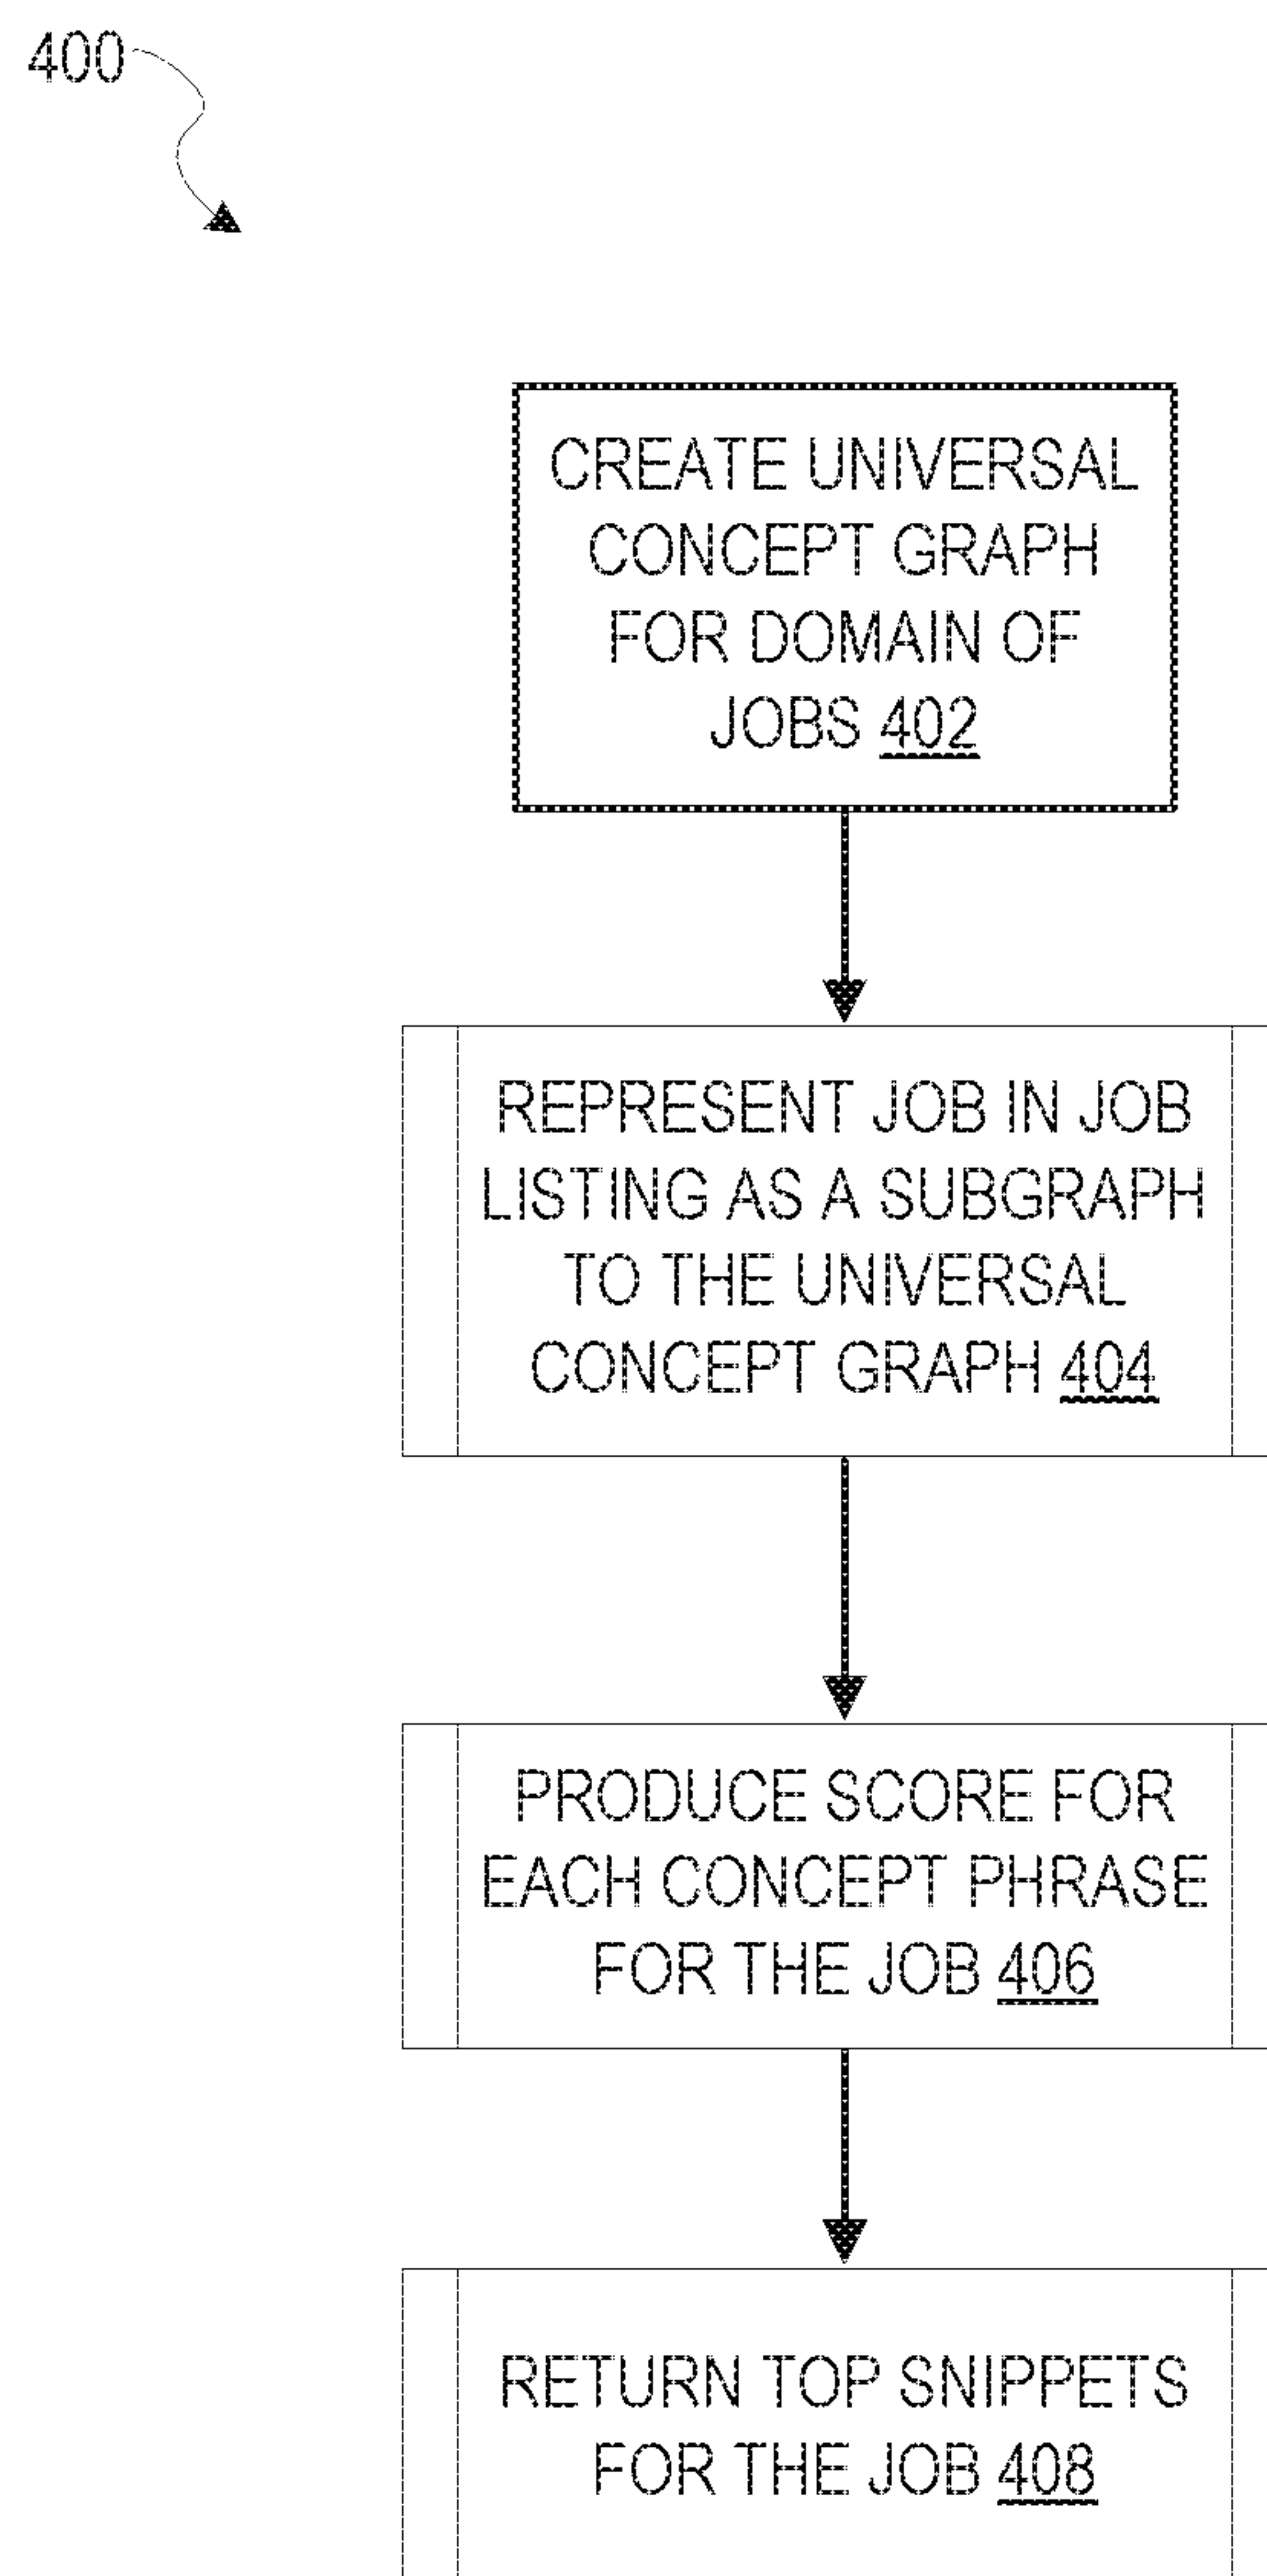 400
CREATE UNIVERSAL
CONCEPT GRAPH
FOR DOMAIN OF
JOBS 402
REPRESENT JOB IN JOB
LISTING AS A SUBGRAPH
TO THE UNIVERSAL
CONCEPT GRAPH 404
PRODUCE SCORE FOR
EACH CONCEPT PHRASE
FOR THE JOB 406
RETURN TOP SNIPPETS
FOR THE JOB 408